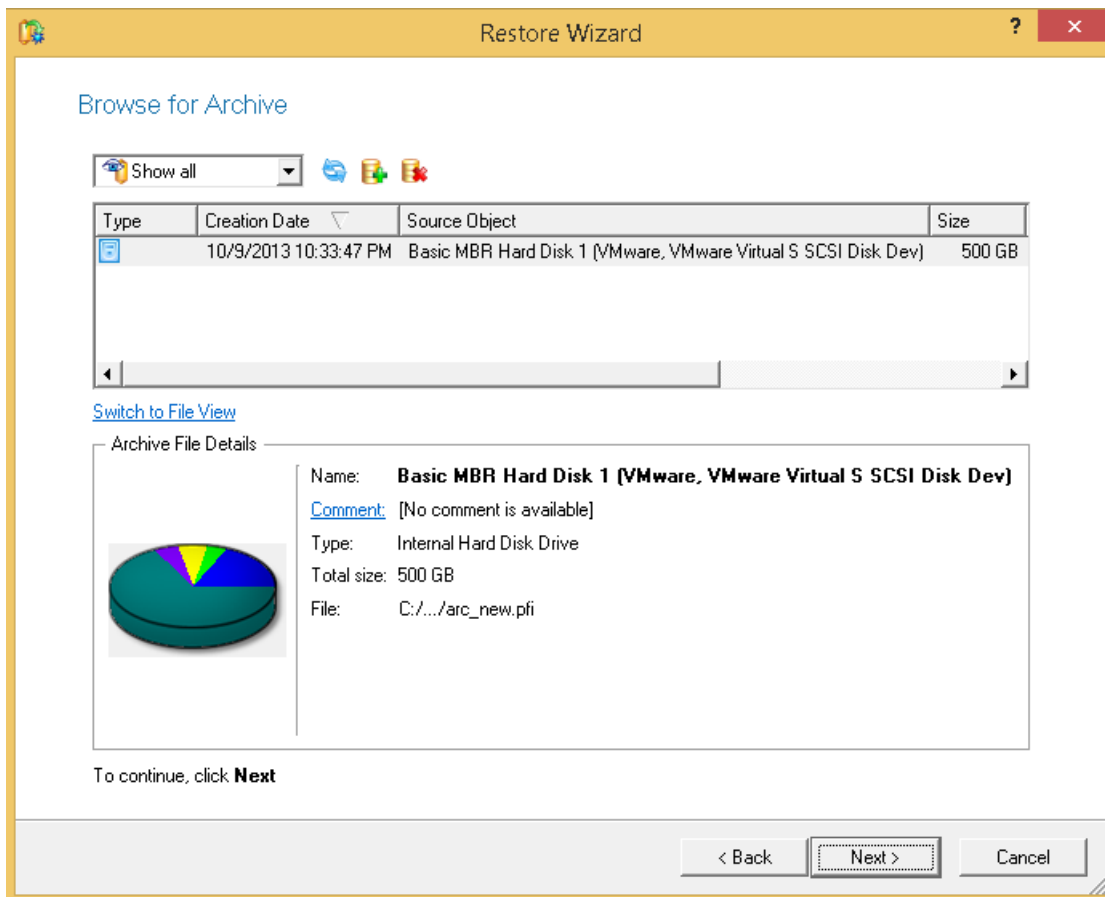 Restore Wizard
?
Browse for Archive
Show all
Type Creation Date Source Object Size
10/9/2013 10:33:47 PM Basic MBR Hard Disk 1 (VMware, VMware Virtual S SCSI Disk Dev) 500 GB
Switch to File View
Archive File Details
Name: Basic MBR Hard Disk 1 (VMware, VMware Virtual S SCSI Disk Dev)
Comment: [No comment is available]
Type: Internal Hard Disk Drive
Total size: 500 GB
File: C:/.../arc_new.pfi
To continue, click Next
< Back Next > Cancel